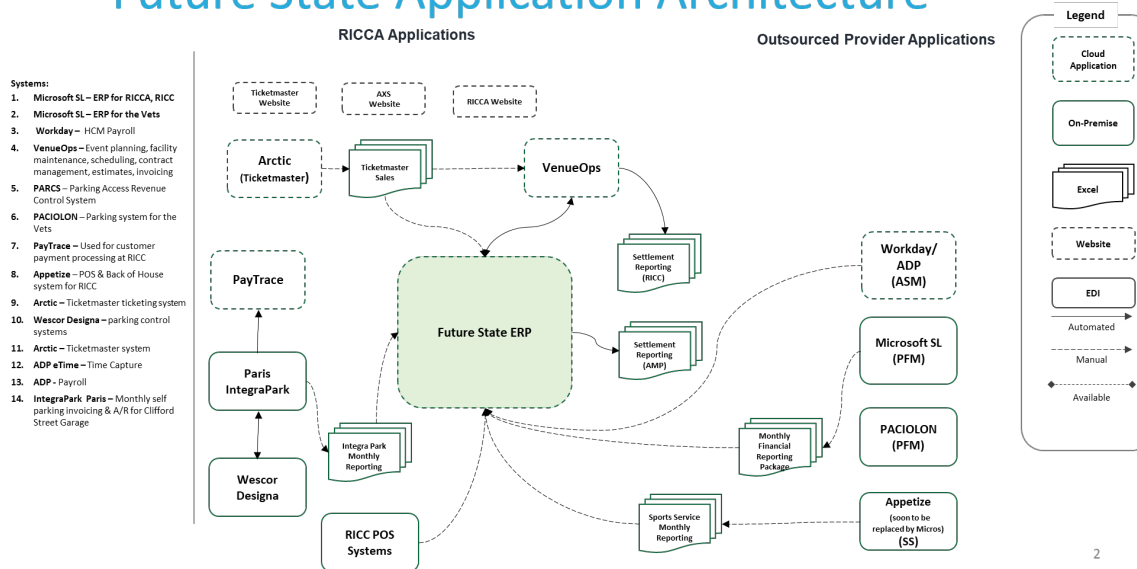 Future State Application Architecture
RICCA Applications
Outsourced Provider Applications
Systems:
1. Microsoft SL – ERP for RICCA, RICC
2. Microsoft SL – ERP for the Vets
3. Workday – HCM Payroll
4. VenueOps – Event planning, facility
maintenance, scheduling, contract
management, estimates, invoicing
5. PARCS – Parking Access Revenue
Control System
6. PACIOLON – Parking system for the
Vets
7. PayTrace – Used for customer
payment processing at RICC
8. Appetize – POS & Back of House
system for RICC
9. Arctic – Ticketmaster ticketing system
10. Wescor Designa – parking control
systems
11. Arctic – Ticketmaster system
12. ADP eTime – Time Capture
13. ADP - Payroll
14. IntegraPark Paris – Monthly self
parking invoicing & A/R for Clifford
Street Garage
Ticketmaster
Website
AXS
Website
RICCA Website
Arctic
(Ticketmaster)
Ticketmaster
Sales
VenueOps
Settlement
Reporting
(RICC)
PayTrace
Future State ERP
Settlement
Reporting
(AMP)
Paris
IntegraPark
Integra Park
Monthly
Reporting
Wescor
Designa
RICC POS
Systems
Workday/
ADP
(ASM)
Microsoft SL
(PFM)
Monthly
Financial
Reporting
Package
PACIOLON
(PFM)
Sports Service
Monthly
Reporting
Appetize
(soon to be
replaced by Micros)
(SS)
Legend
Cloud
Application
On-Premise
Excel
Website
EDI
Automated
Manual
Available
2